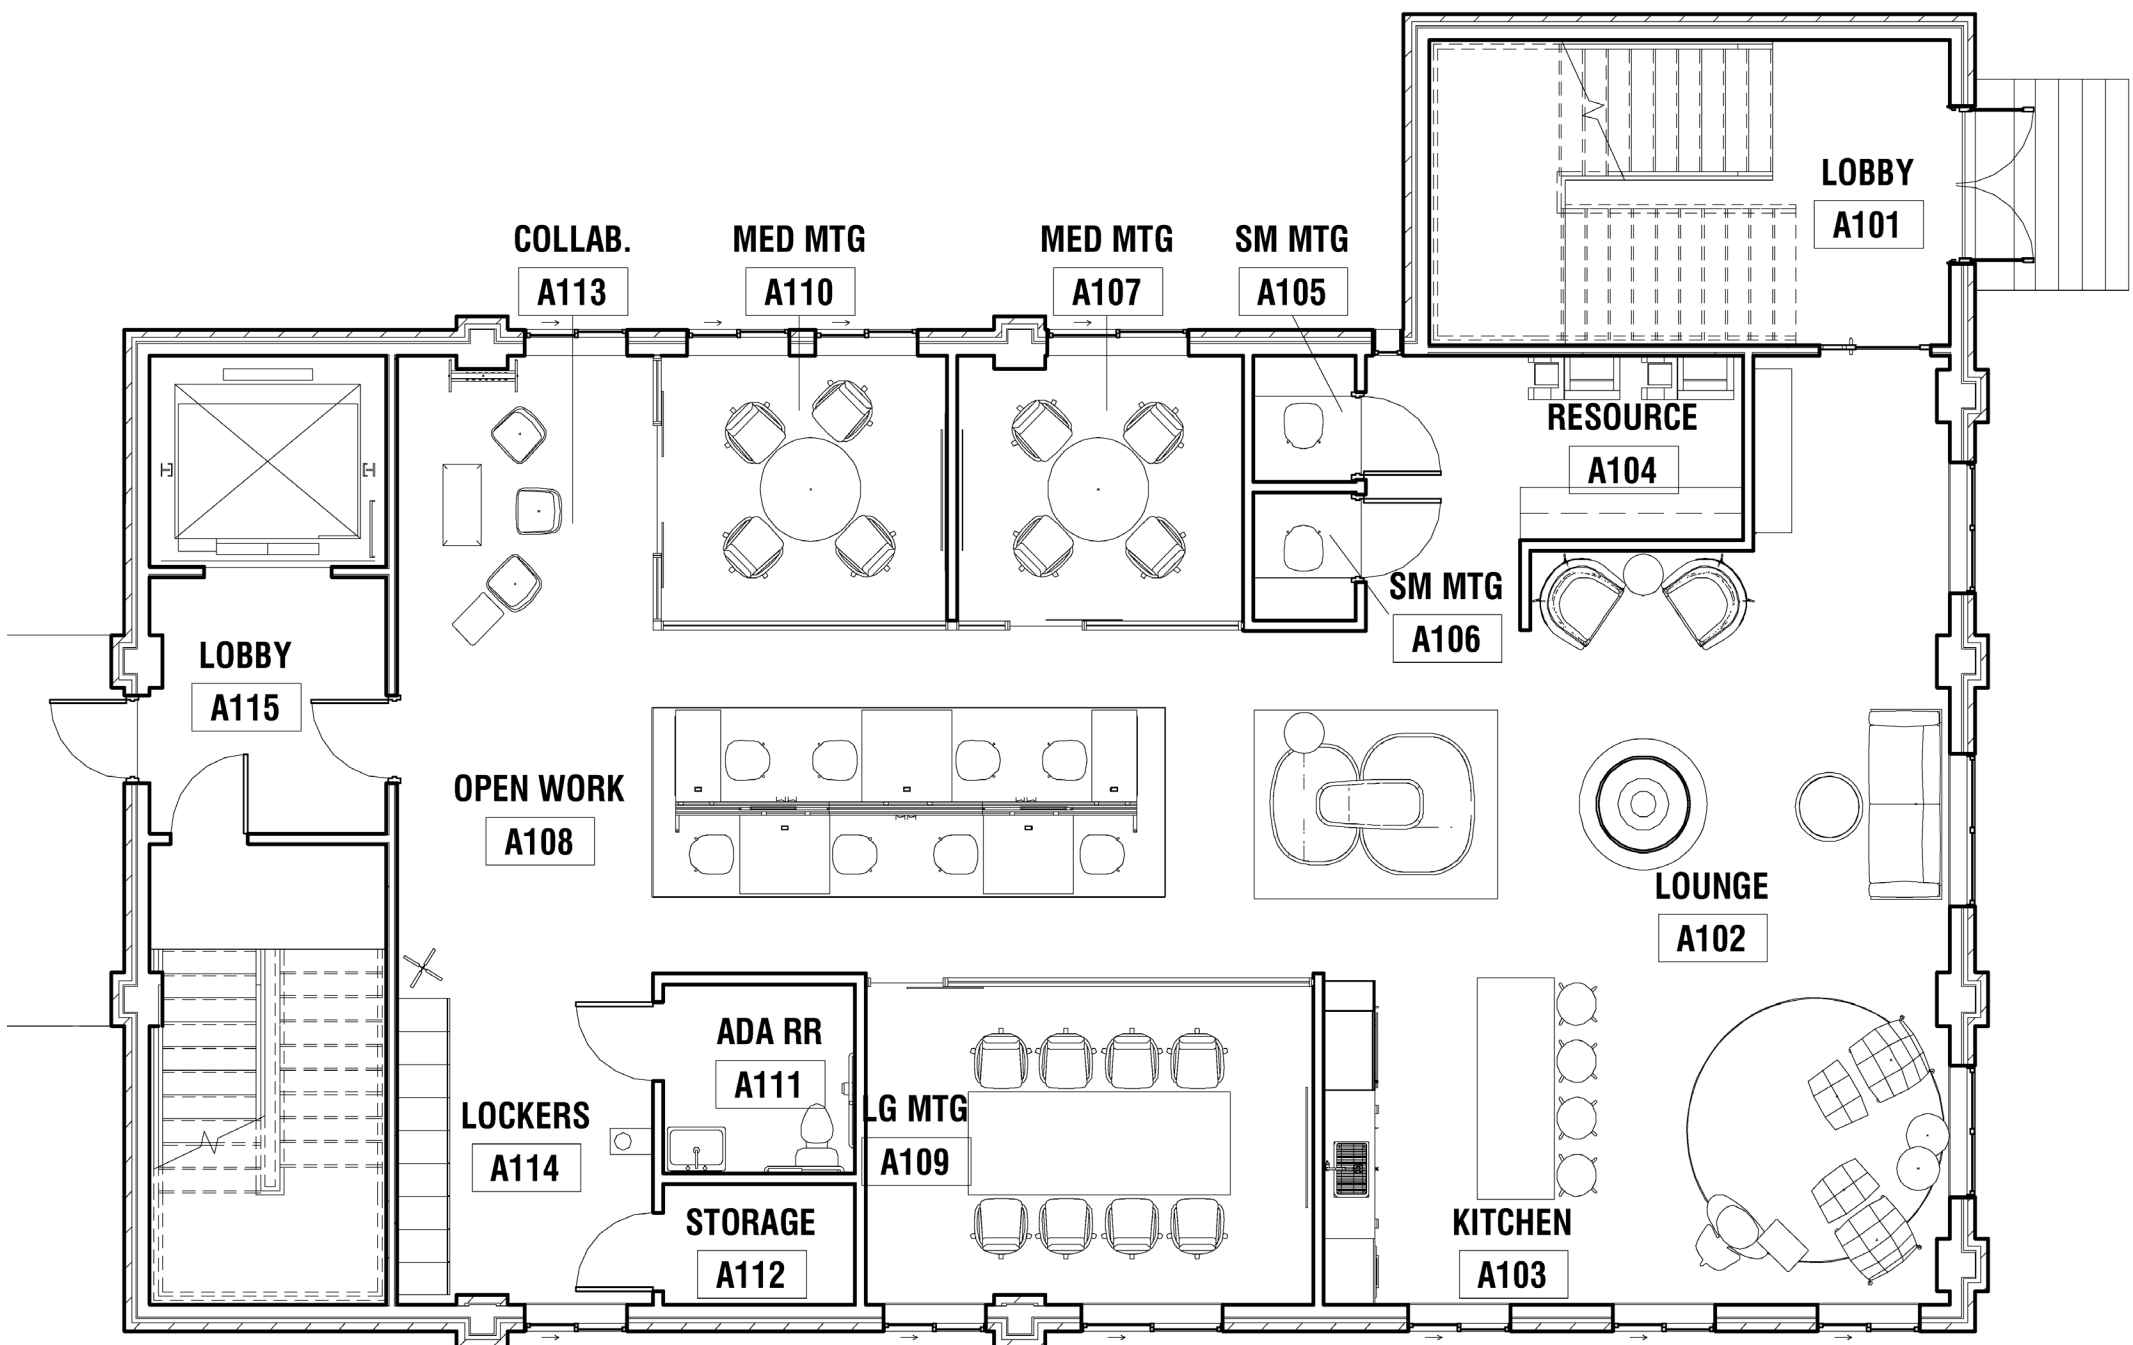 LOBBY
A101
COLLAB.
A113
MED MTG
A110
MED MTG
A107
SM MTG
A105
RESOURCE
A104
SM MTG
A106
LOBBY
A115
OPEN WORK
A108
LOUNGE
A102
ADA RR
A111
LOCKERS
A114
LG MTG
A109
STORAGE
A112
KITCHEN
A103